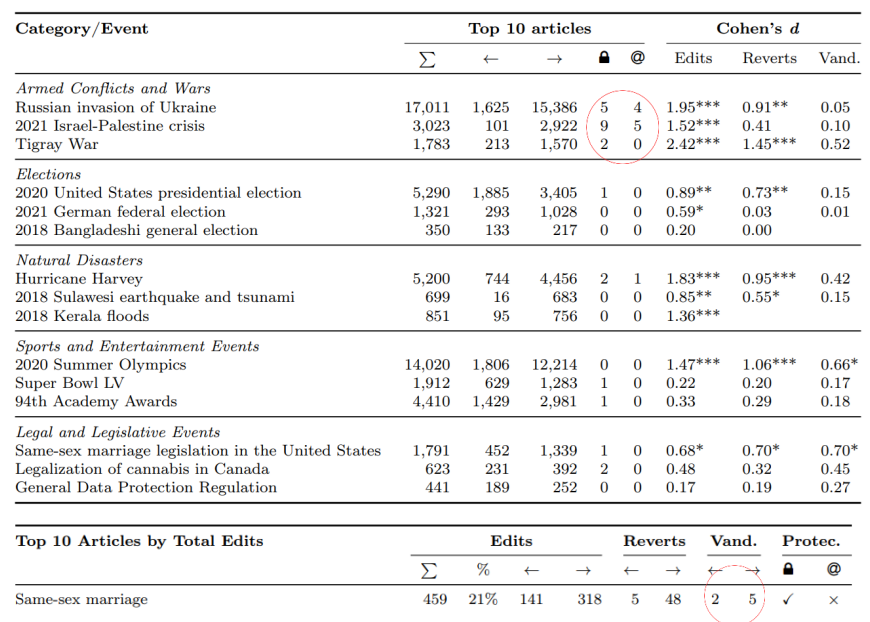 Category/Event Top 10 articles Cohen's d
∑ ← → 🔒 @ Edits Reverts Vand.
Armed Conflicts and Wars
Russian invasion of Ukraine 17,011 1,625 15,386 5 4 1.95*** 0.91** 0.05
2021 Israel-Palestine crisis 3,023 101 2,922 9 5 1.52*** 0.41 0.10
Tigray War 1,783 213 1,570 2 0 2.42*** 1.45*** 0.52
Elections
2020 United States presidential election 5,290 1,885 3,405 1 0 0.89** 0.73** 0.15
2021 German federal election 1,321 293 1,028 0 0 0.59* 0.03 0.01
2018 Bangladeshi general election 350 133 217 0 0 0.20 0.00
Natural Disasters
Hurricane Harvey 5,200 744 4,456 2 1 1.83*** 0.95*** 0.42
2018 Sulawesi earthquake and tsunami 699 16 683 0 0 0.85** 0.55* 0.15
2018 Kerala floods 851 95 756 0 0 1.36***
Sports and Entertainment Events
2020 Summer Olympics 14,020 1,806 12,214 0 0 1.47*** 1.06*** 0.66*
Super Bowl LV 1,912 629 1,283 1 0 0.22 0.20 0.17
94th Academy Awards 4,410 1,429 2,981 1 0 0.33 0.29 0.18
Legal and Legislative Events
Same-sex marriage legislation in the United States 1,791 452 1,339 1 0 0.68* 0.70* 0.70*
Legalization of cannabis in Canada 623 231 392 2 0 0.48 0.32 0.45
General Data Protection Regulation 441 189 252 0 0 0.17 0.19 0.27
Top 10 Articles by Total Edits Edits Reverts Vand. Protec.
∑ % ← → ← → ← → 🔒 @
Same-sex marriage 459 21% 141 318 5 48 2 5 ✓ ×